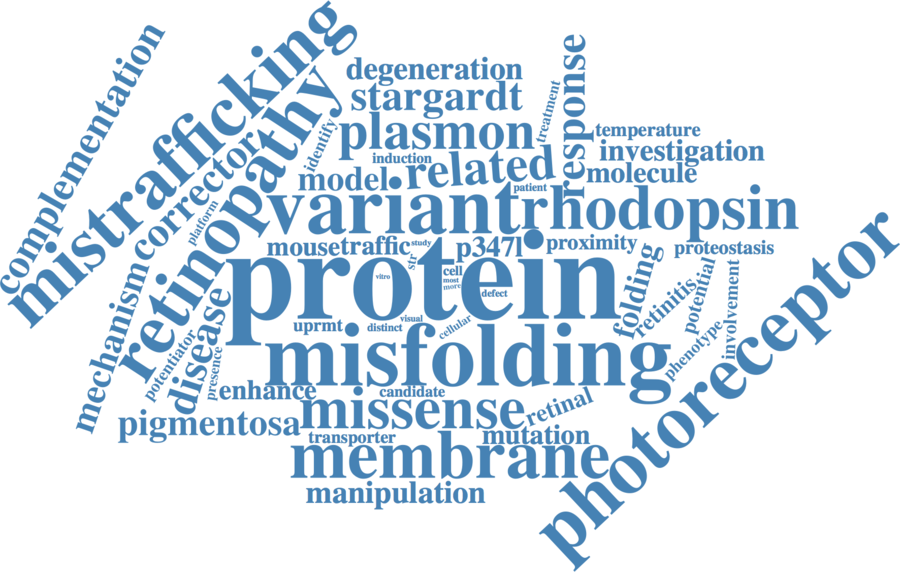 complementation
mistrafficking
retinopathy
corrector
mechanism
degeneration
stargardt
plasmon
response
treatment
temperature
investigation
molecule
identify
induction
related
model
patient
variant
rhodopsin
platform
mouse
traffic
study
p347l
proximity
proteostasis
str
protein
vitro
cell
most
more
defect
folding
retinitis
potential
involvement
phenotype
photoreceptor
disease
potentiator
presence
uprmt
distinct
visual
cellular
misfolding
enhance
candidate
missense
retinal
pigmentosa
transporter
mutation
membrane
manipulation